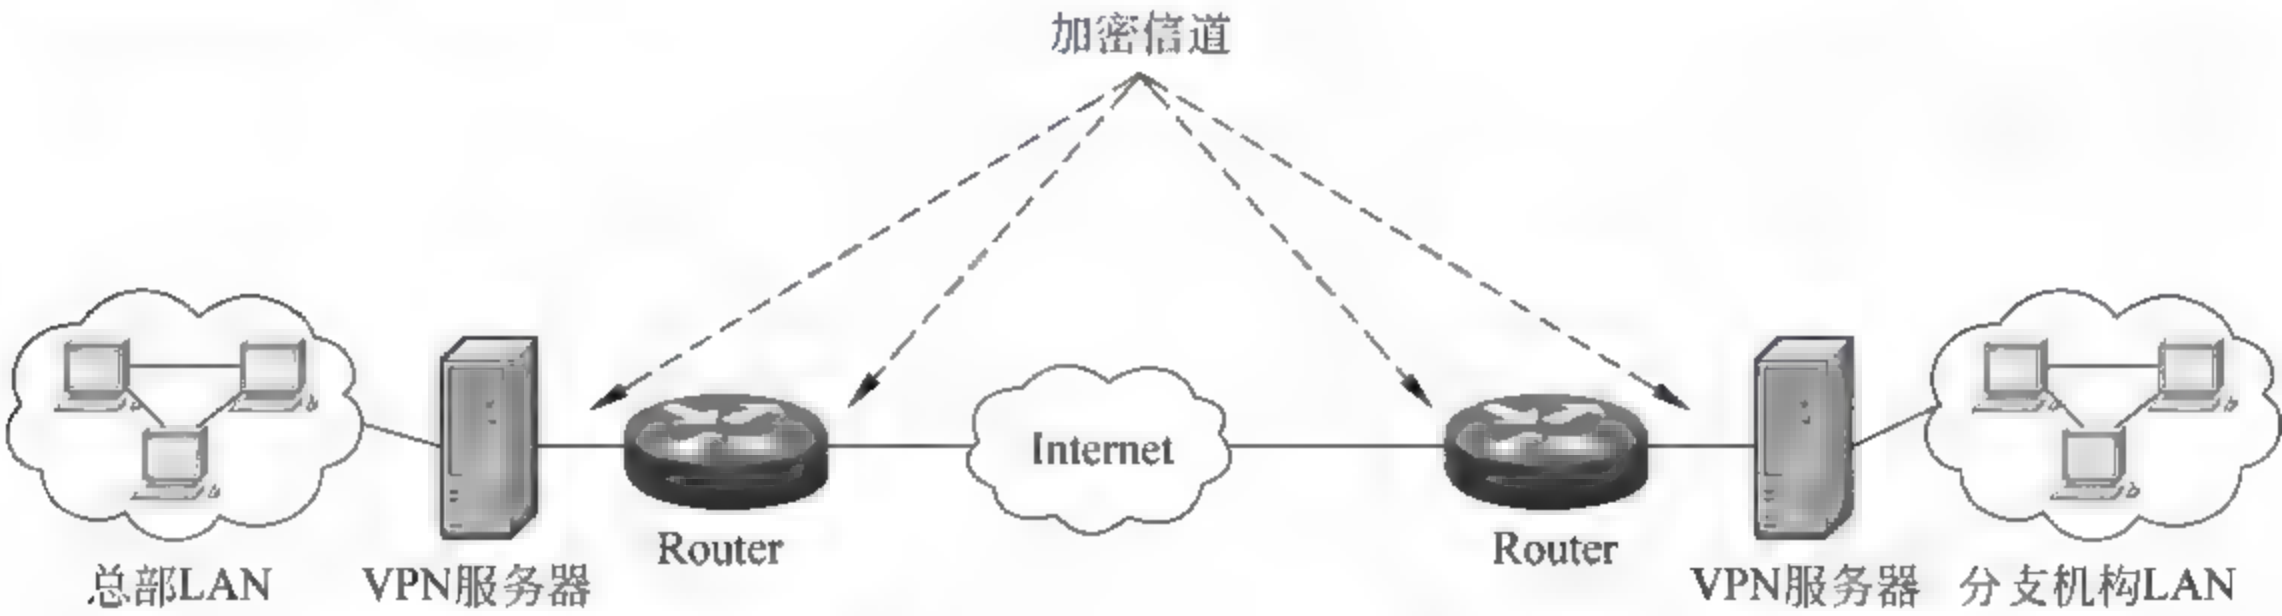 加密信道
Internet
Router
Router
总部LAN
VPN服务器
VPN服务器
分支机构LAN